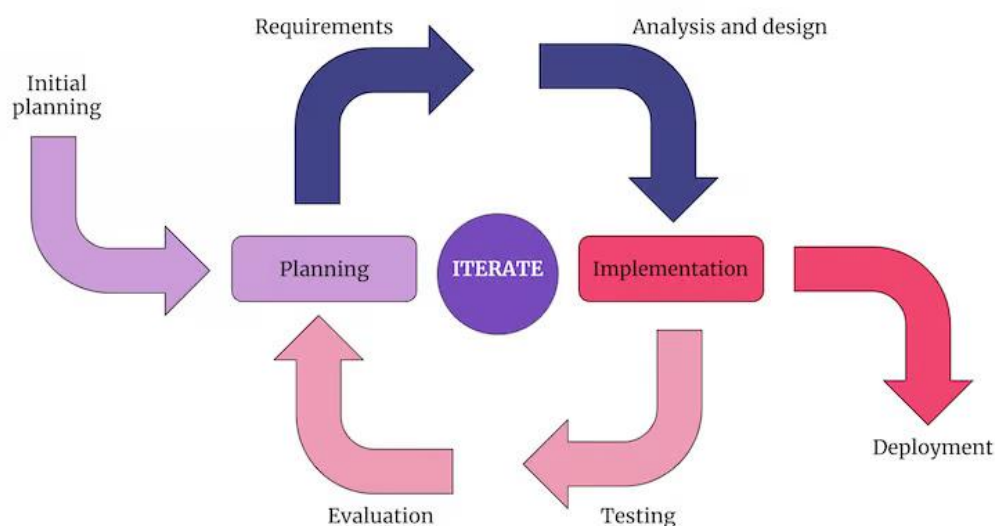 Requirements
Analysis and design
Initial
planning
Planning
ITERATE
Implementation
Deployment
Evaluation
Testing